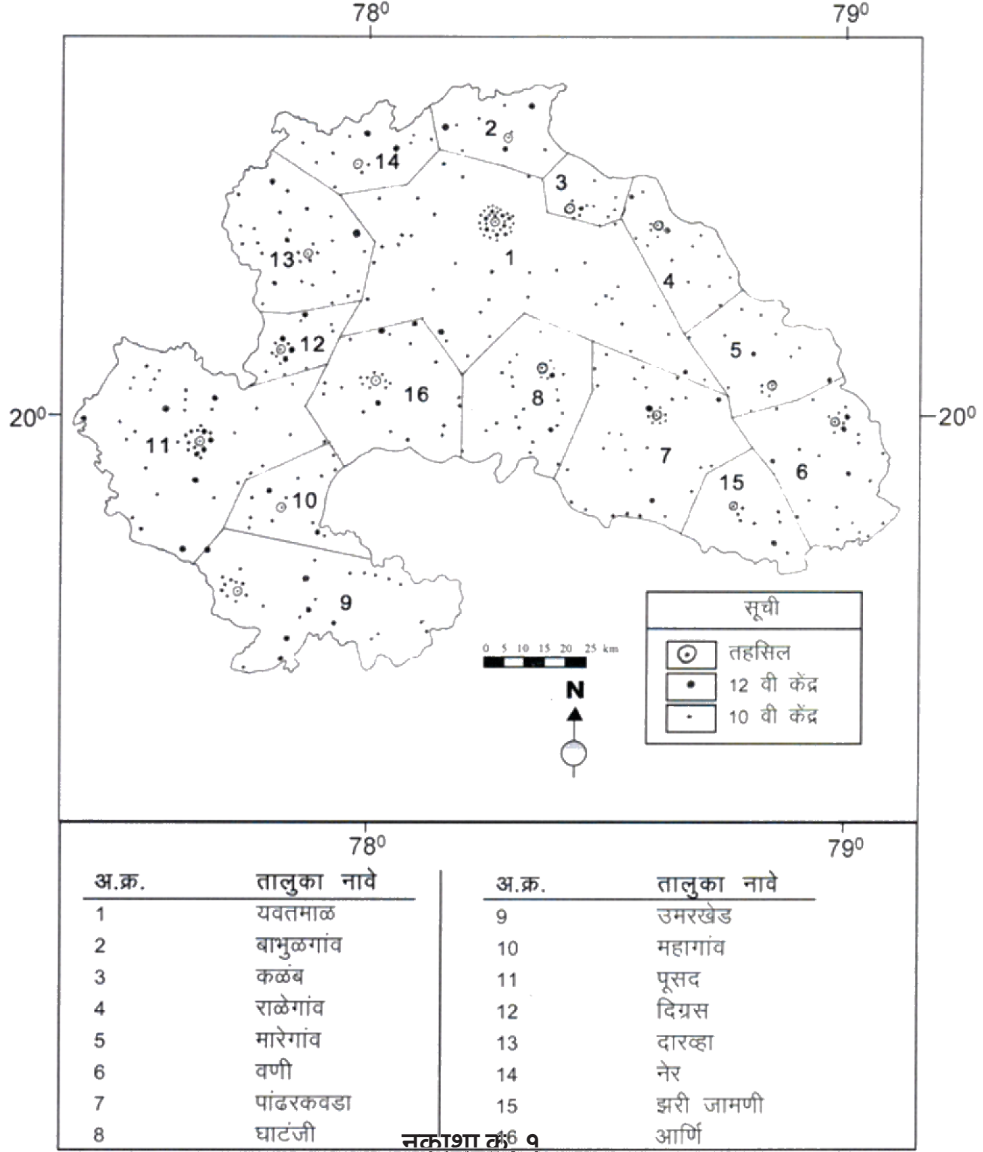 78⁰ 79⁰
2
14
3
1
13
4
12
5
16
8
20⁰ 20⁰
11
7
6
15
10
9
सूची
तहसिल
12 वी केंद्र
10 वी केंद्र
0 5 10 15 20 25 km
N
78⁰ 79⁰
अ.क्र. तालुका नावे अ.क्र. तालुका नावे
1 यवतमाळ 9 उमरखेड
2 बाभुळगांव 10 महागांव
3 कळंब 11 पूसद
4 राळेगांव 12 दिग्रस
5 मारेगांव 13 दारव्हा
6 वणी 14 नेर
7 पांढरकवडा 15 झरी जामणी
8 घाटंजी 16 आर्णि
नकाशा क्र. १